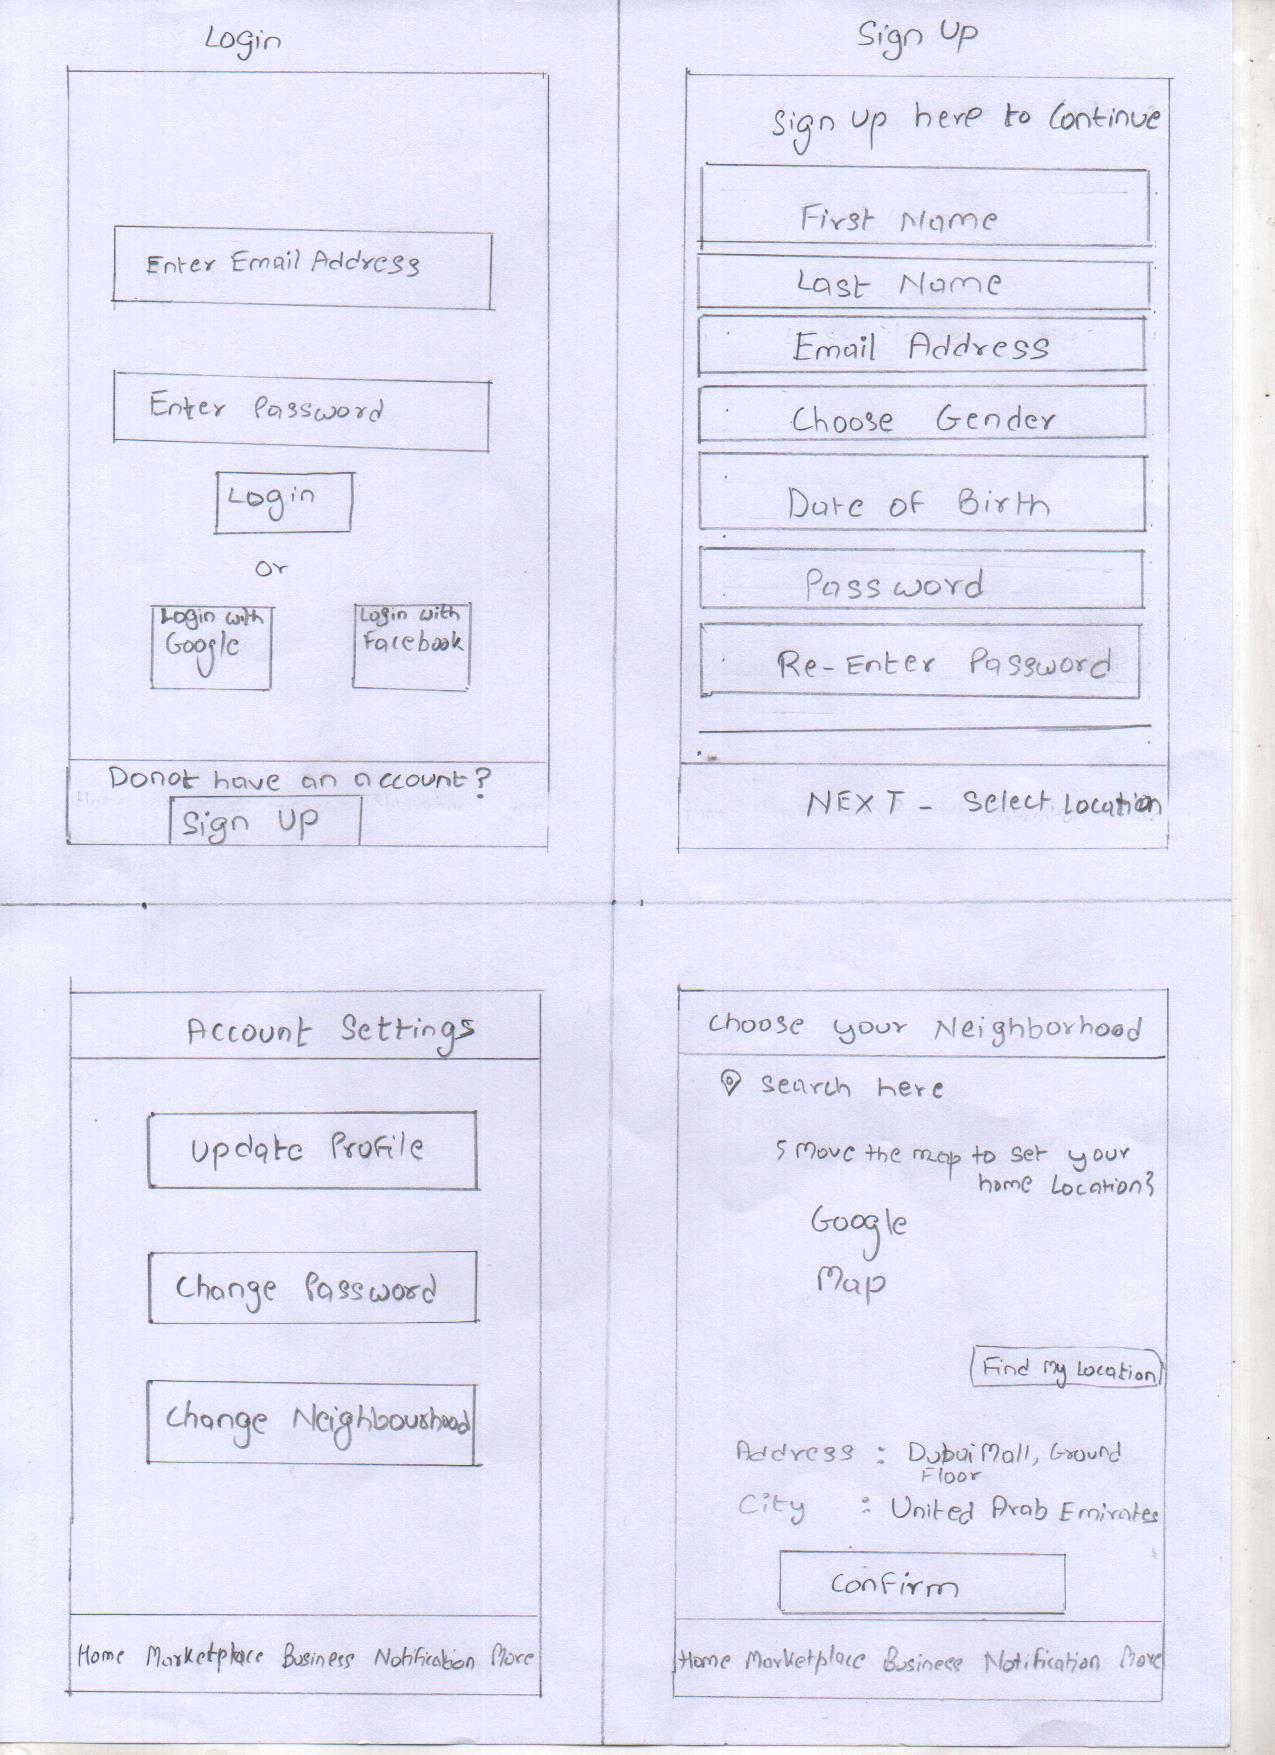 Login
Enter Email Address
Enter Password
Login
or
Login with
Google
Login with
Facebook
Donot have an account?
Sign UP
Sign UP
Sign up here to Continue
First Name
Last Name
Email Address
Choose Gender
Date of Birth
Password
Re-Enter Password
NEXT - Select Location
Account Settings
Update Profile
Change Password
Change Neighbourhood
Home Marketplace Business Notification More
Choose your Neighborhood
Search here
{Move the map to set your
home Location}
Google
Map
Find My Location
Address : Dubai Mall, Ground
Floor
City : United Arab Emirates
Confirm
Home Marketplace Business Notification More